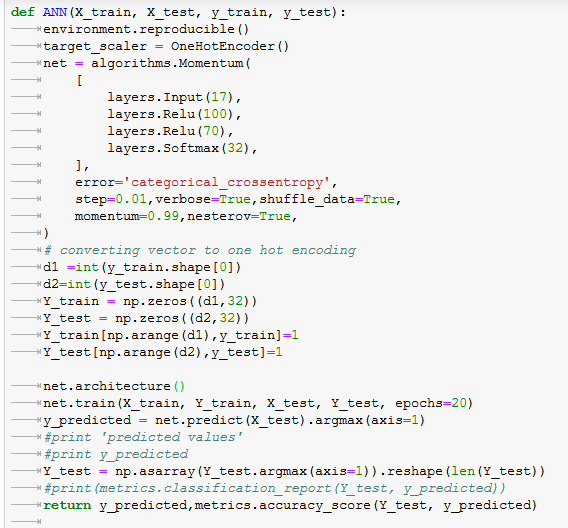 def ANN(X_train, X_test, y_train, y_test):
    environment.reproducible()
    target_scaler = OneHotEncoder()
    net = algorithms.Momentum(
        [
            layers.Input(17),
            layers.Relu(100),
            layers.Relu(70),
            layers.Softmax(32),
        ],
        error='categorical_crossentropy',
        step=0.01,verbose=True,shuffle_data=True,
        momentum=0.99,nesterov=True,
    )
    # converting vector to one hot encoding
    d1 =int(y_train.shape[0])
    d2=int(y_test.shape[0])
    Y_train = np.zeros((d1,32))
    Y_test = np.zeros((d2,32))
    Y_train[np.arange(d1),y_train]=1
    Y_test[np.arange(d2),y_test]=1

    net.architecture()
    net.train(X_train, Y_train, X_test, Y_test, epochs=20)
    y_predicted = net.predict(X_test).argmax(axis=1)
    #print 'predicted values'
    #print y_predicted
    Y_test = np.asarray(Y_test.argmax(axis=1)).reshape(len(Y_test))
    #print(metrics.classification_report(Y_test, y_predicted))
    return y_predicted,metrics.accuracy_score(Y_test, y_predicted)